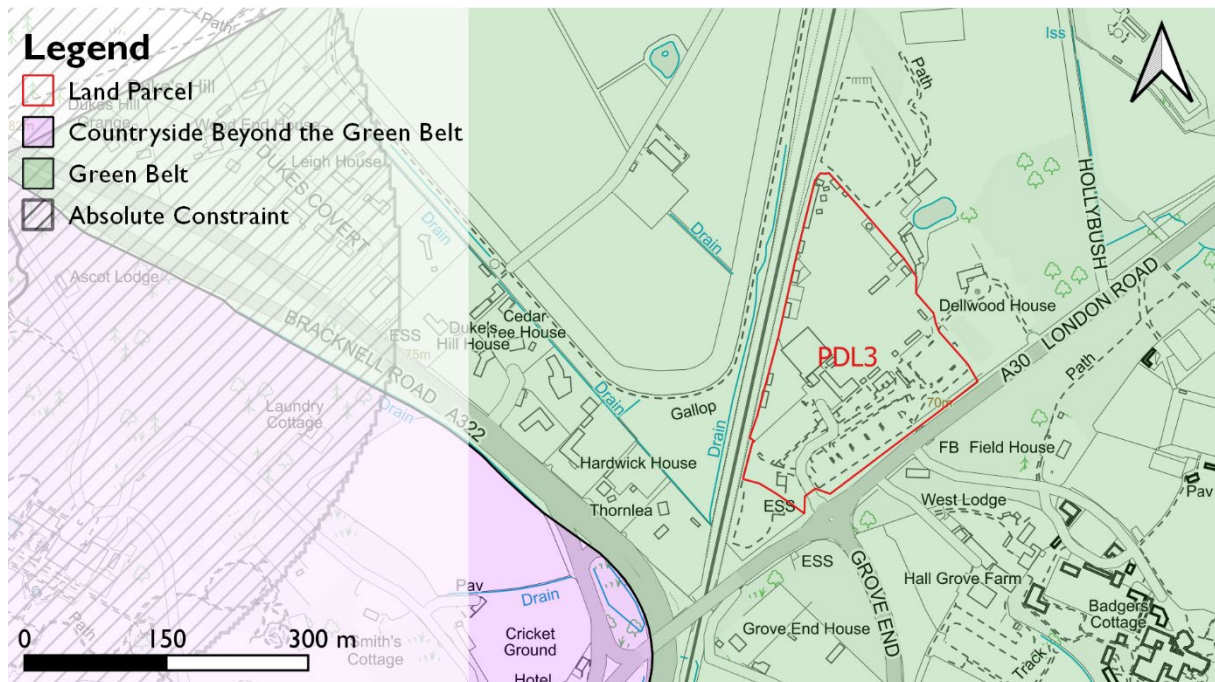 Legend
Land Parcel
Countryside Beyond the Green Belt
Green Belt
Absolute Constraint
Path
Duke's Hill
Dukes Hill
Grange
Wood End House
Leigh House
DUKES COVERT
Ascot Lodge
Drain
ESS
75m
BRACKNELL ROAD A322
Laundry
Cottage
Drain
Duke's
Hill House
Cedar
Tree House
Drain
Drain
Gallop
Drain
Hardwick House
Thornlea
Path
Iss
HOLLYBUSH
Dellwood House
A30 LONDON ROAD
Path
PDL3
70m
FB Field House
West Lodge
Pav
ESS
ESS
GROVE END
Hall Grove Farm
Badgers
Cottage
Grove End House
Track
Pav
Drain
Cricket
Ground
Hotel
Smith's
Cottage
Path
0 150 300 m